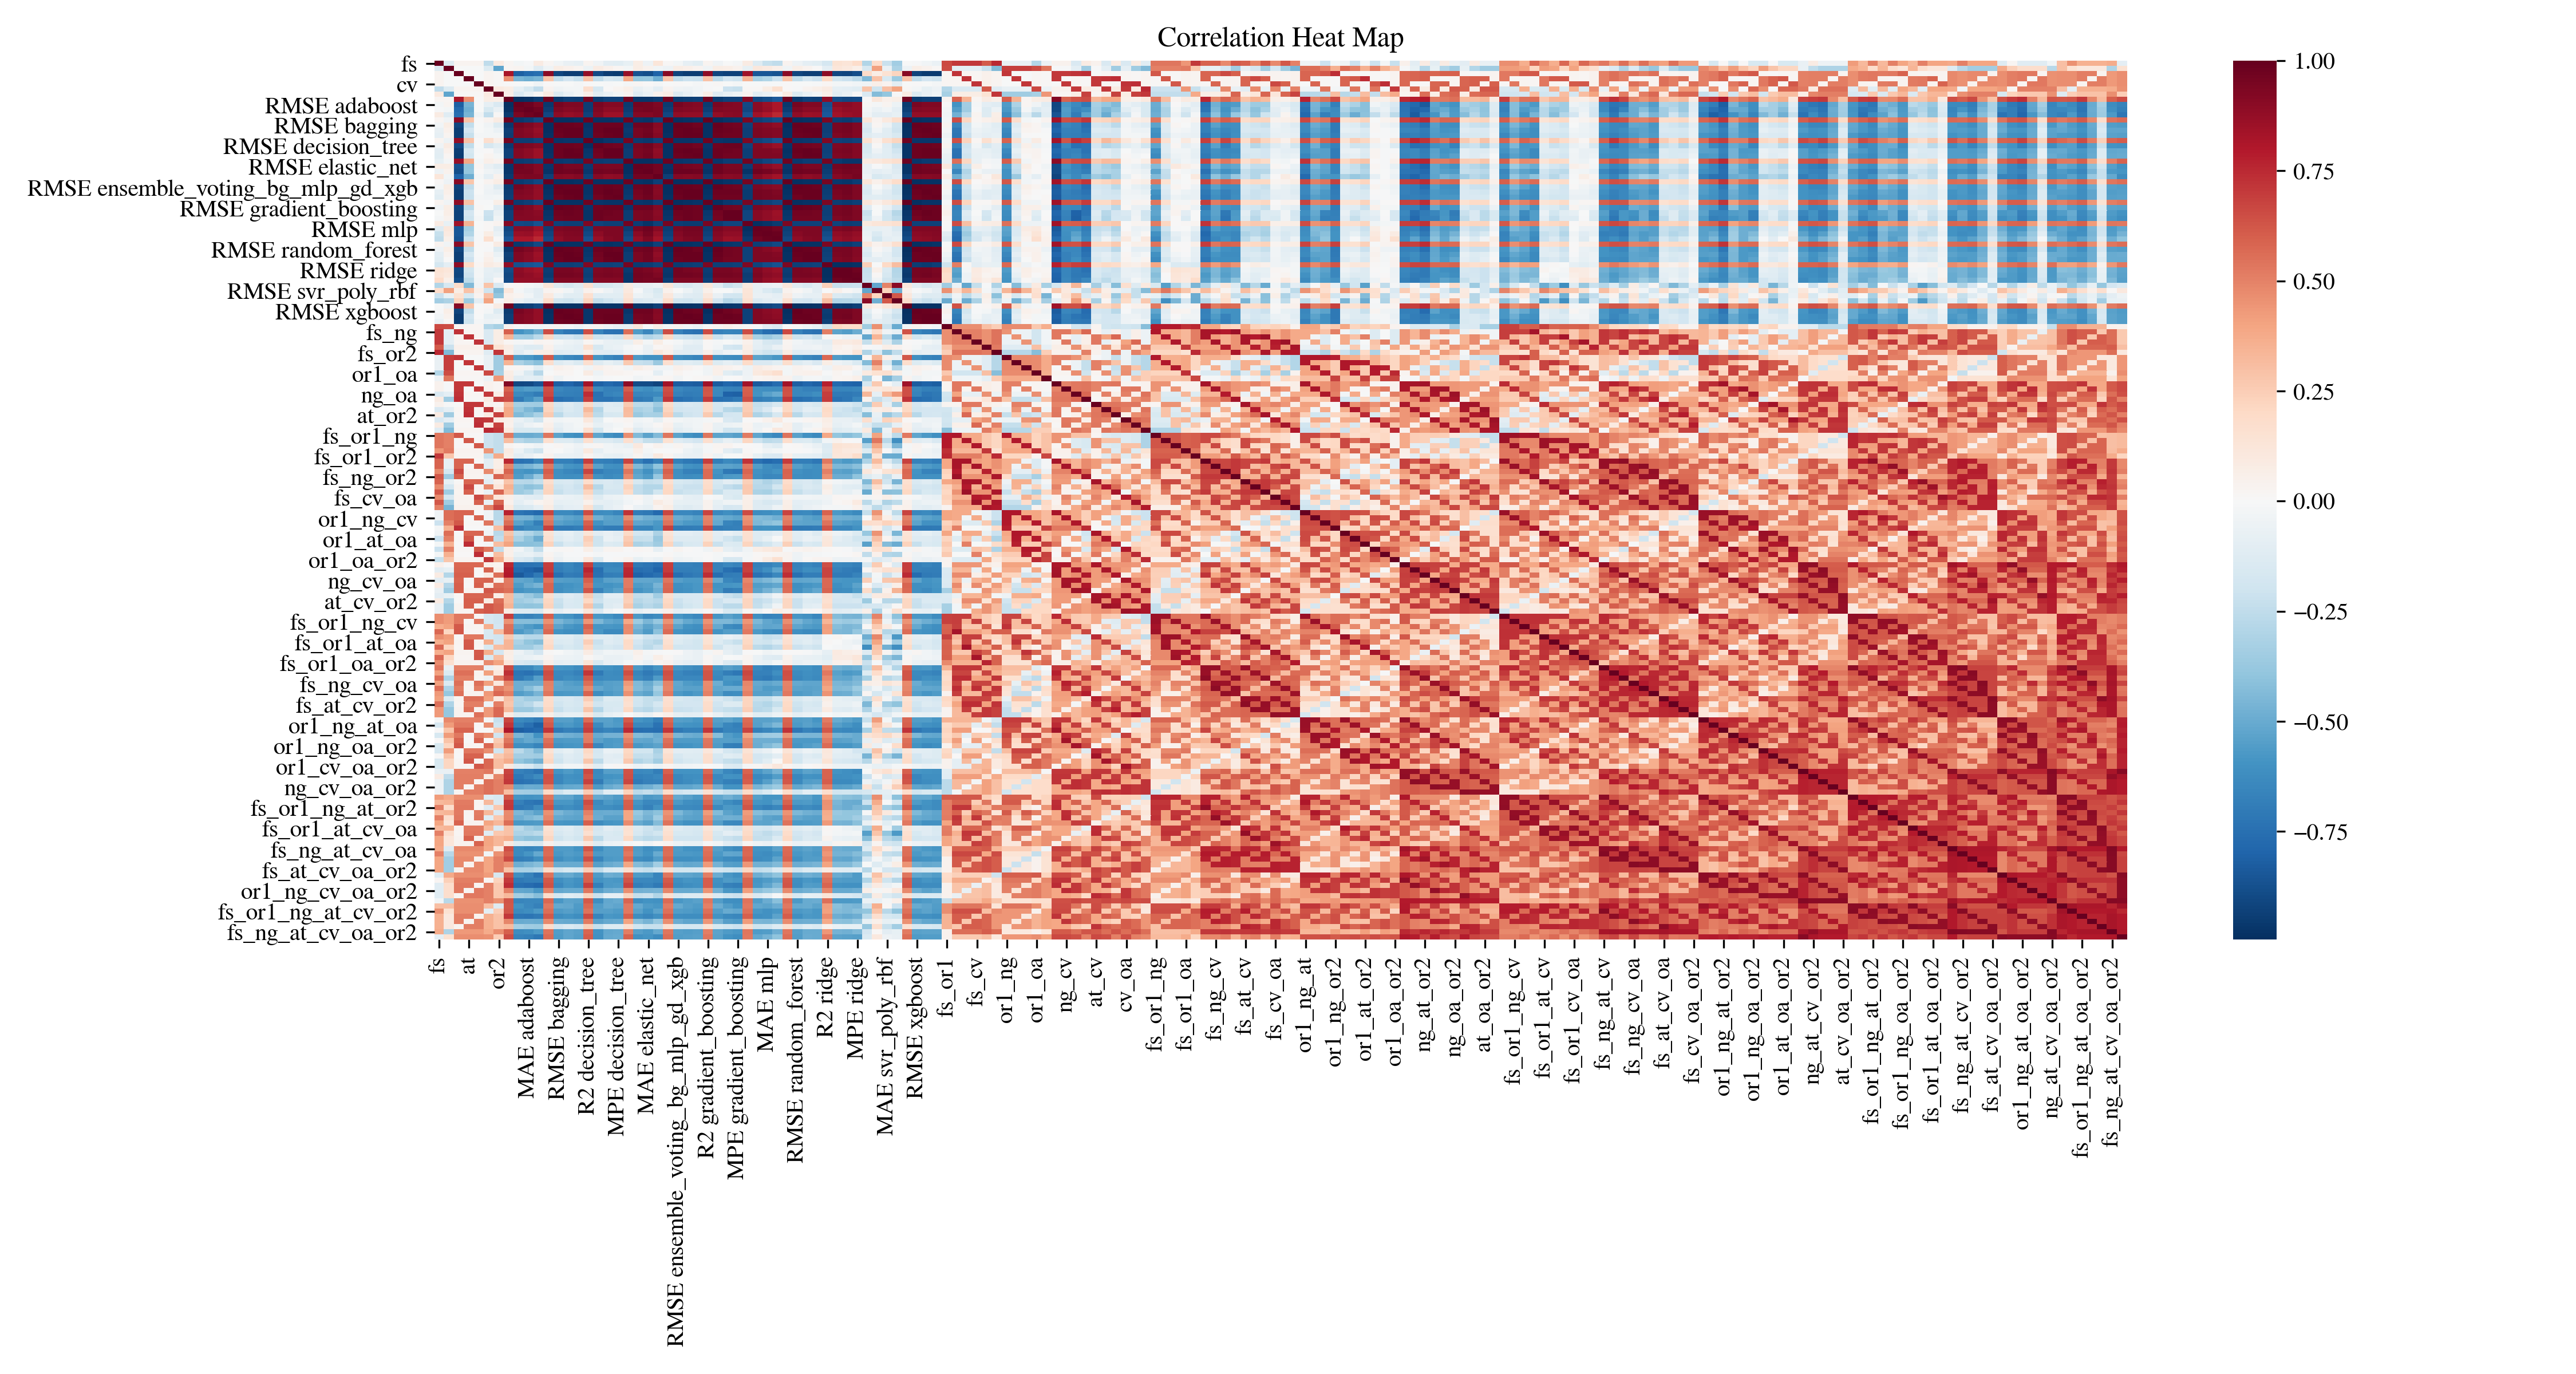 Correlation Heat Map
fs
cv
RMSE adaboost
RMSE bagging
RMSE decision_tree
RMSE elastic_net
RMSE ensemble_voting_bg_mlp_gd_xgb
RMSE gradient_boosting
RMSE mlp
RMSE random_forest
RMSE ridge
RMSE svr_poly_rbf
RMSE xgboost
fs_ng
fs_or2
or1_oa
ng_oa
at_or2
fs_or1_ng
fs_or1_or2
fs_ng_or2
fs_cv_oa
or1_ng_cv
or1_at_oa
or1_oa_or2
ng_cv_oa
at_cv_or2
fs_or1_ng_cv
fs_or1_at_oa
fs_or1_oa_or2
fs_ng_cv_oa
fs_at_cv_or2
or1_ng_at_oa
or1_ng_oa_or2
or1_cv_oa_or2
ng_cv_oa_or2
fs_or1_ng_at_or2
fs_or1_at_cv_oa
fs_ng_at_cv_oa
fs_at_cv_oa_or2
or1_ng_cv_oa_or2
fs_or1_ng_at_cv_or2
fs_ng_at_cv_oa_or2
fs
at
or2
MAE adaboost
RMSE bagging
R2 decision_tree
MPE decision_tree
MAE elastic_net
RMSE ensemble_voting_bg_mlp_gd_xgb
R2 gradient_boosting
MPE gradient_boosting
MAE mlp
RMSE random_forest
R2 ridge
MPE ridge
MAE svr_poly_rbf
RMSE xgboost
fs_or1
fs_cv
or1_ng
or1_oa
ng_cv
at_cv
cv_oa
fs_or1_ng
fs_or1_oa
fs_ng_cv
fs_at_cv
fs_cv_oa
or1_ng_at
or1_ng_or2
or1_at_or2
or1_oa_or2
ng_at_or2
ng_oa_or2
at_oa_or2
fs_or1_ng_cv
fs_or1_at_cv
fs_or1_cv_oa
fs_ng_at_cv
fs_ng_cv_oa
fs_at_cv_oa
fs_cv_oa_or2
or1_ng_at_or2
or1_ng_oa_or2
or1_at_oa_or2
ng_at_cv_or2
at_cv_oa_or2
fs_or1_ng_at_or2
fs_or1_ng_oa_or2
fs_or1_at_oa_or2
fs_ng_at_cv_or2
fs_at_cv_oa_or2
or1_ng_at_oa_or2
ng_at_cv_oa_or2
fs_or1_ng_at_oa_or2
fs_ng_at_cv_oa_or2
1.00
0.75
0.50
0.25
0.00
−0.25
−0.50
−0.75